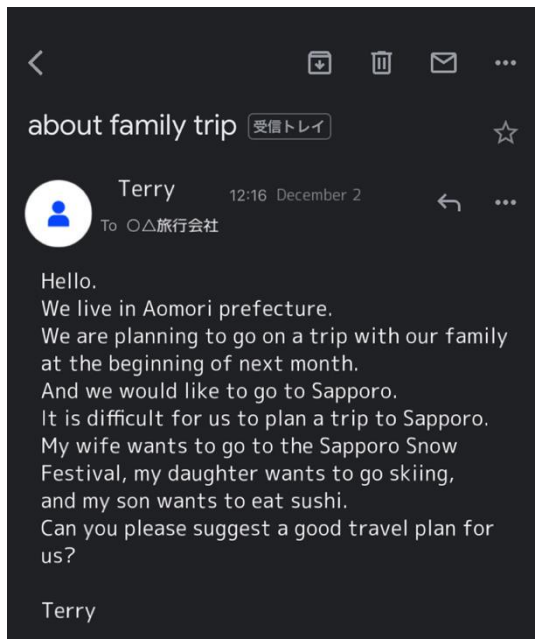 about family trip 受信トレイ
Terry 12:16 December 2
To ○△旅行会社
Hello.
We live in Aomori prefecture.
We are planning to go on a trip with our family
at the beginning of next month.
And we would like to go to Sapporo.
It is difficult for us to plan a trip to Sapporo.
My wife wants to go to the Sapporo Snow
Festival, my daughter wants to go skiing,
and my son wants to eat sushi.
Can you please suggest a good travel plan for
us?
Terry